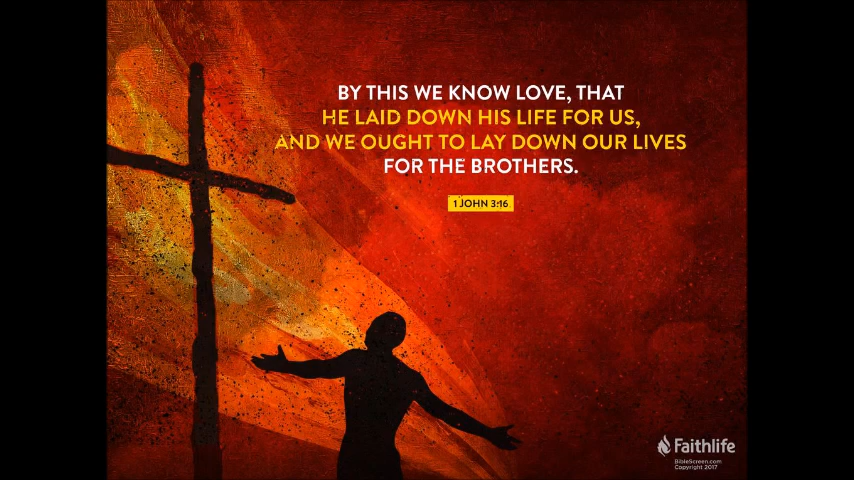 BY THIS WE KNOW LOVE, THAT
HE LAID DOWN HIS LIFE FOR US,
AND WE OUGHT TO LAY DOWN OUR LIVES
FOR THE BROTHERS.
1 JOHN 3:16
Faithlife
BibleScreen.com
Copyright 2017